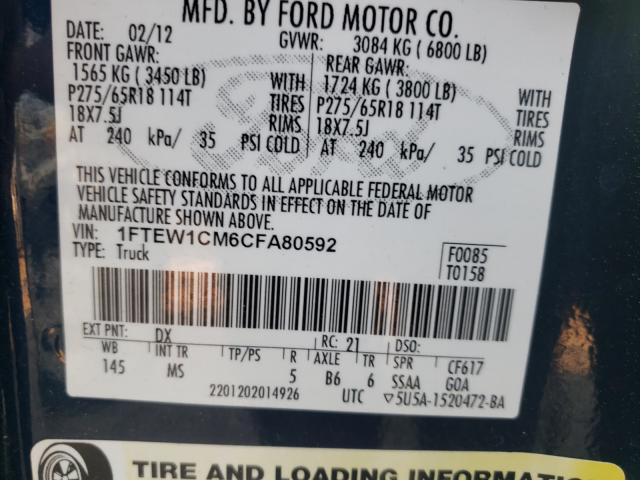 MFD. BY FORD MOTOR CO.
DATE: 02/12 GVWR: 3084 KG ( 6800 LB)
FRONT GAWR: REAR GAWR:
1565 KG ( 3450 LB) WITH 1724 KG ( 3800 LB) WITH
P275/65R18 114T TIRES P275/65R18 114T TIRES
18X7.5J RIMS 18X7.5J RIMS
AT 240 kPa/ 35 PSI COLD AT 240 kPa/ 35 PSI COLD
Ford
THIS VEHICLE CONFORMS TO ALL APPLICABLE FEDERAL MOTOR
VEHICLE SAFETY STANDARDS IN EFFECT ON THE DATE OF
MANUFACTURE SHOWN ABOVE.
VIN: 1FTEW1CM6CFA80592
TYPE: Truck
F0085
T0158
EXT PNT: DX RC: 21 DSO:
WB INT TR TP/PS R AXLE TR SPR CF617
145 MS 5 B6 6 SSAA GOA
2201202014926 UTC ▽5U5A-1520472-BA
TIRE AND LOADING INFORMATION